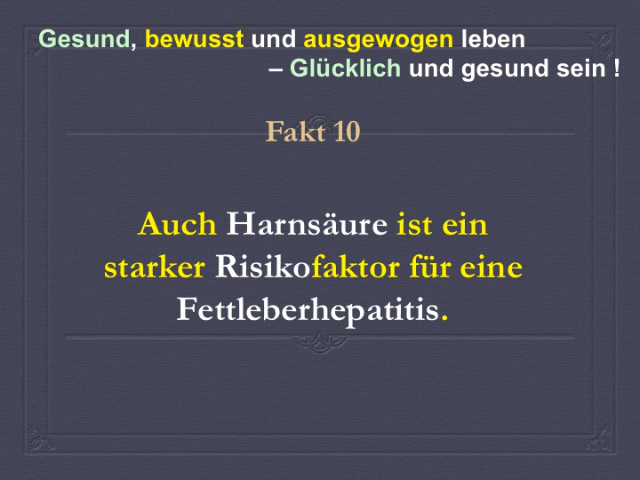 Gesund, bewusst und ausgewogen leben
– Glücklich und gesund sein !
Fakt 10
Auch Harnsäure ist ein
starker Risikofaktor für eine
Fettleberhepatitis.